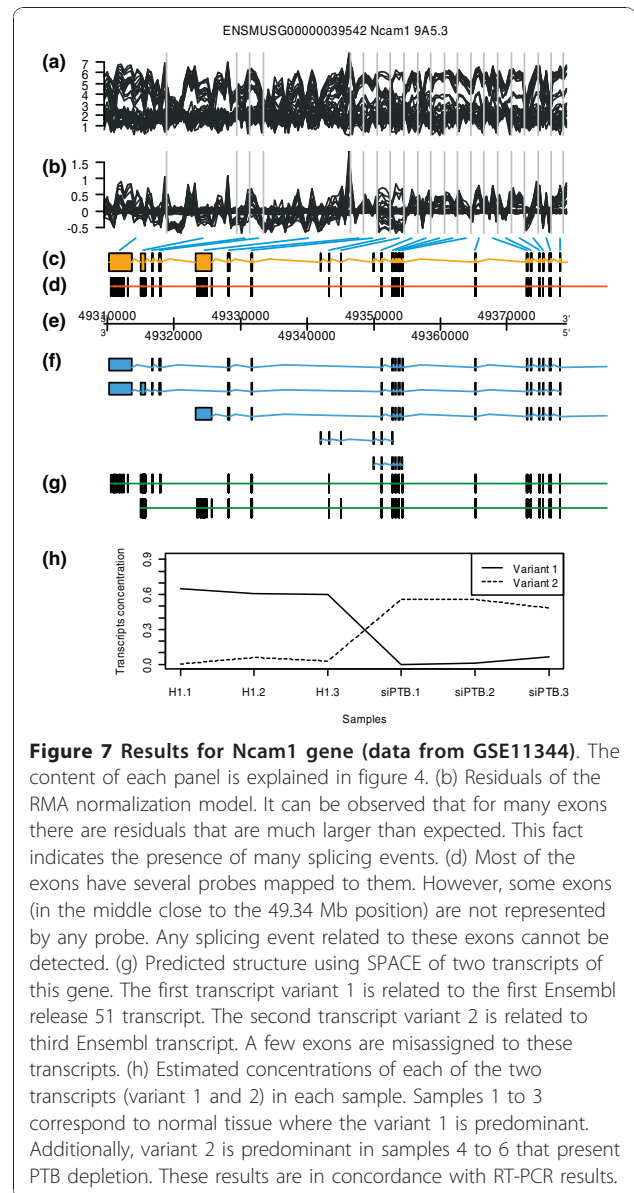 ENSMUSG00000039542 Ncam1 9A5.3
(a)
7
6
5
4
3
2
1
(b)
1.5
1
0.5
0
-0.5
(c)
(d)
(e)
49310000 49330000 49350000 49370000
3' 5'
49320000 49340000 49360000
3' 5'
(f)
(g)
(h)
Transcripts concentration
0.9
0.6
0.3
0.0
Variant 1
Variant 2
H1.1 H1.2 H1.3 siPTB.1 siPTB.2 siPTB.3
Samples
Figure 7 Results for Ncam1 gene (data from GSE11344). The
content of each panel is explained in figure 4. (b) Residuals of the
RMA normalization model. It can be observed that for many exons
there are residuals that are much larger than expected. This fact
indicates the presence of many splicing events. (d) Most of the
exons have several probes mapped to them. However, some exons
(in the middle close to the 49.34 Mb position) are not represented
by any probe. Any splicing event related to these exons cannot be
detected. (g) Predicted structure using SPACE of two transcripts of
this gene. The first transcript variant 1 is related to the first Ensembl
release 51 transcript. The second transcript variant 2 is related to
third Ensembl transcript. A few exons are misassigned to these
transcripts. (h) Estimated concentrations of each of the two
transcripts (variant 1 and 2) in each sample. Samples 1 to 3
correspond to normal tissue where the variant 1 is predominant.
Additionally, variant 2 is predominant in samples 4 to 6 that present
PTB depletion. These results are in concordance with RT-PCR results.